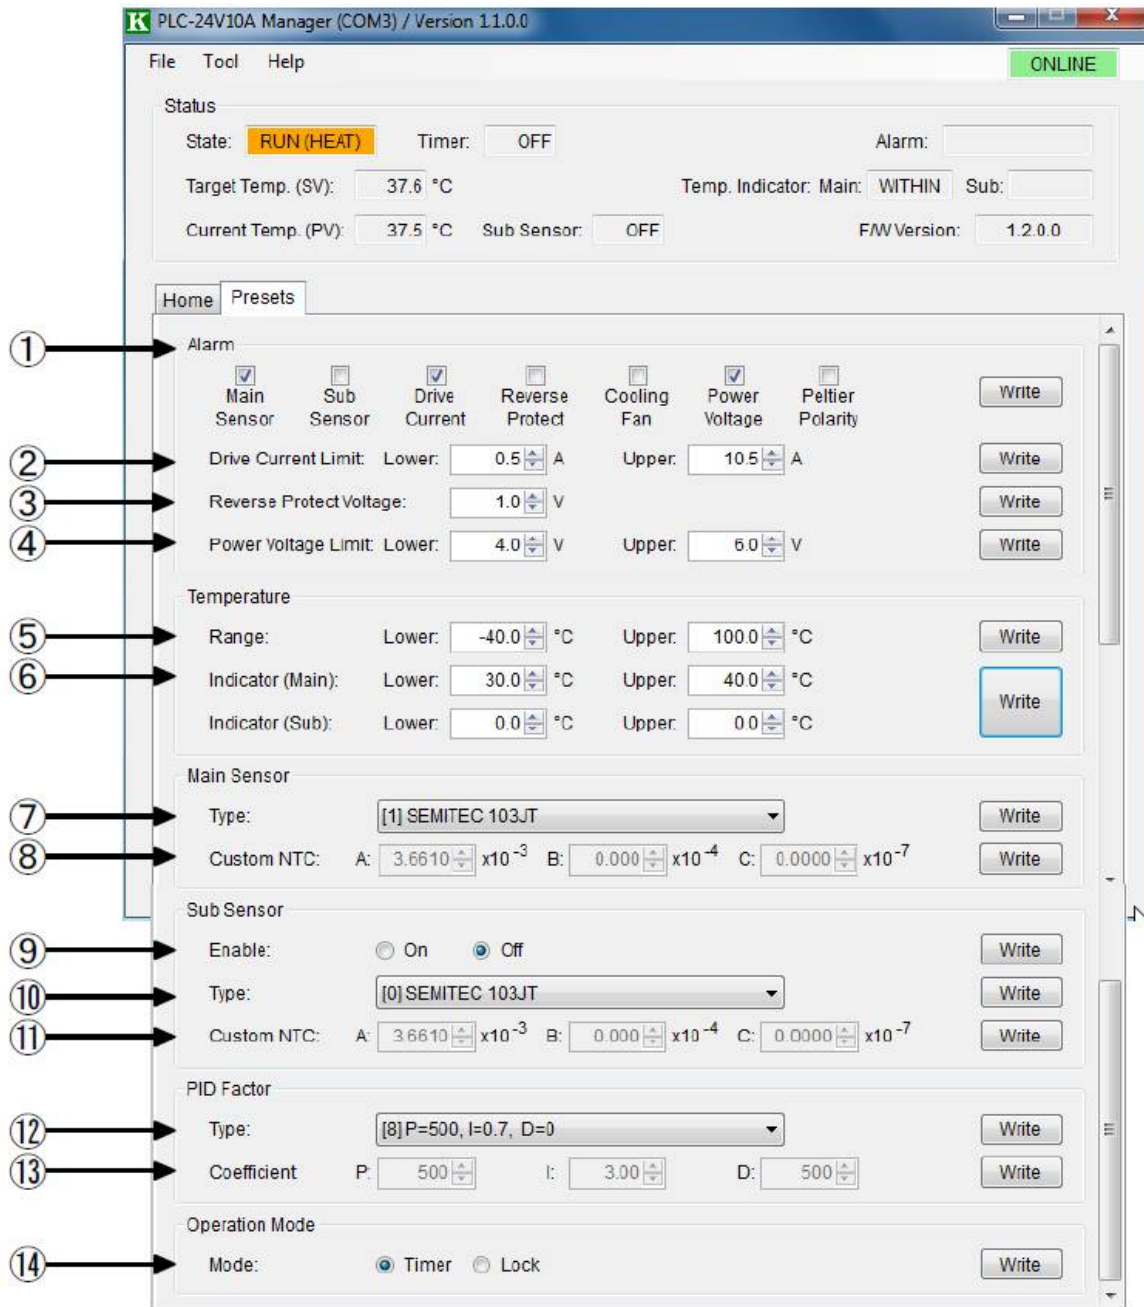 K PLC-24V10A Manager (COM3) / Version 1.1.0.0
File Tool Help ONLINE
Status
State: RUN (HEAT) Timer: OFF Alarm:
Target Temp. (SV): 37.6 °C Temp. Indicator: Main: WITHIN Sub:
Current Temp. (PV): 37.5 °C Sub Sensor: OFF F/W Version: 1.2.0.0
Home Presets
① Alarm
Main Sensor Sub Sensor Drive Current Reverse Protect Cooling Fan Power Voltage Peltier Polarity Write
② Drive Current Limit: Lower: 0.5 A Upper: 10.5 A Write
③ Reverse Protect Voltage: 1.0 V Write
④ Power Voltage Limit: Lower: 4.0 V Upper: 6.0 V Write
Temperature
⑤ Range: Lower: -40.0 °C Upper: 100.0 °C Write
⑥ Indicator (Main): Lower: 30.0 °C Upper: 40.0 °C Write
Indicator (Sub): Lower: 0.0 °C Upper: 0.0 °C
Main Sensor
⑦ Type: [1] SEMITEC 103JT Write
⑧ Custom NTC: A: 3.6610 x10⁻³ B: 0.000 x10⁻⁴ C: 0.0000 x10⁻⁷ Write
Sub Sensor
⑨ Enable: On Off Write
⑩ Type: [0] SEMITEC 103JT Write
⑪ Custom NTC: A: 3.6610 x10⁻³ B: 0.000 x10⁻⁴ C: 0.0000 x10⁻⁷ Write
PID Factor
⑫ Type: [8] P=500, I=0.7, D=0 Write
⑬ Coefficient P: 500 I: 3.00 D: 500 Write
Operation Mode
⑭ Mode: Timer Lock Write